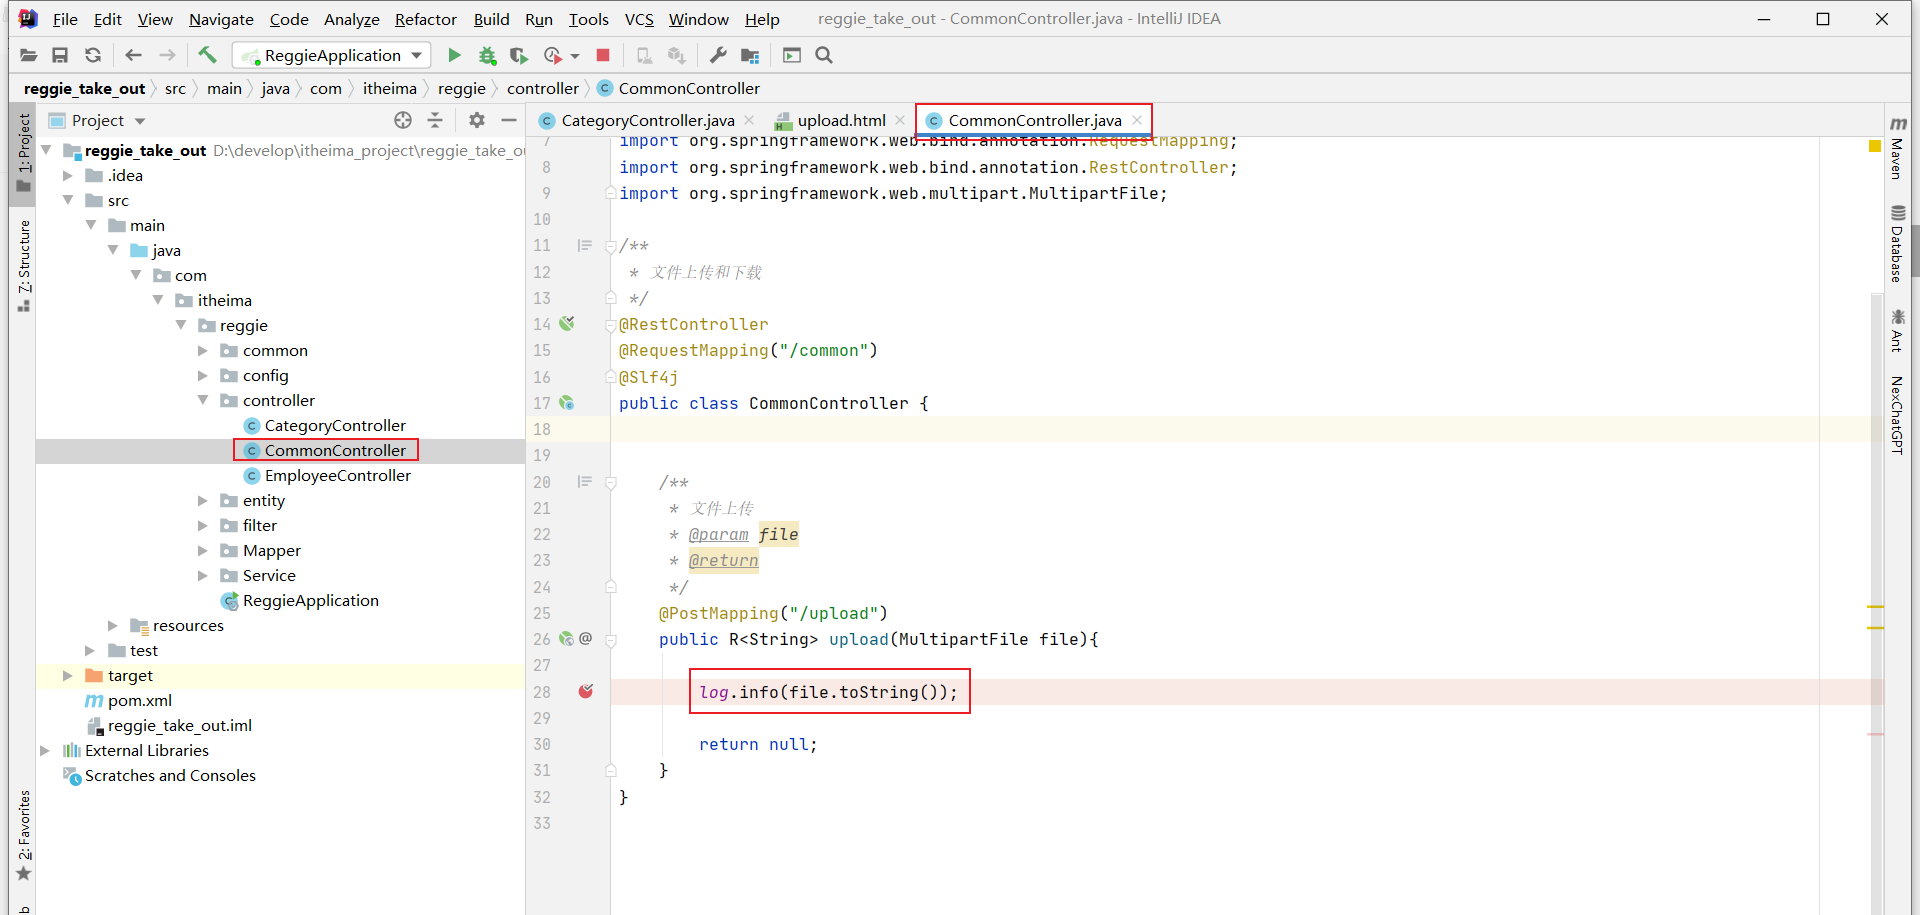 File Edit View Navigate Code Analyze Refactor Build Run Tools VCS Window Help reggie_take_out - CommonController.java - IntelliJ IDEA
ReggieApplication
reggie_take_out src main java com itheima reggie controller CommonController
Project
CategoryController.java upload.html CommonController.java
1: Project
Z: Structure
2: Favorites
reggie_take_out D:\develop\itheima_project\reggie_take_ou
.idea
src
main
java
com
itheima
reggie
common
config
controller
CategoryController
CommonController
EmployeeController
entity
filter
Mapper
Service
ReggieApplication
resources
test
target
pom.xml
reggie_take_out.iml
External Libraries
Scratches and Consoles
7 import org.springframework.web.bind.annotation.RequestMapping;
8 import org.springframework.web.bind.annotation.RestController;
9 import org.springframework.web.multipart.MultipartFile;
10
11 /**
12 * 文件上传和下载
13 */
14 @RestController
15 @RequestMapping("/common")
16 @Slf4j
17 public class CommonController {
18
19
20 /**
21 * 文件上传
22 * @param file
23 * @return
24 */
25 @PostMapping("/upload")
26 @ public R<String> upload(MultipartFile file){
27
28 log.info(file.toString());
29
30 return null;
31 }
32 }
33
Maven
Database
Ant
NexChatGPT